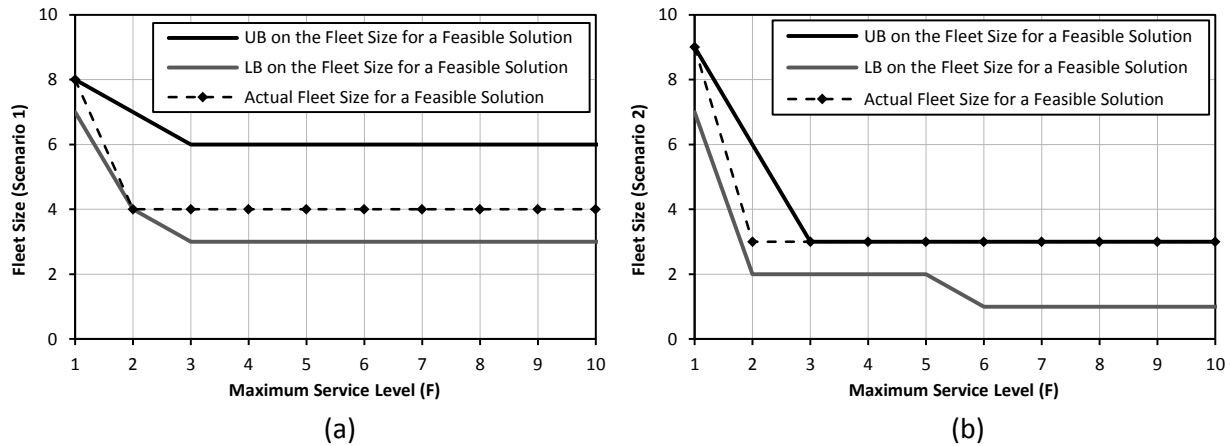 10
8
6
4
2
0
Fleet Size (Scenario 1)
UB on the Fleet Size for a Feasible Solution
LB on the Fleet Size for a Feasible Solution
Actual Fleet Size for a Feasible Solution
1 2 3 4 5 6 7 8 9 10
Maximum Service Level (F)
(a)
10
8
6
4
2
0
Fleet Size (Scenario 2)
UB on the Fleet Size for a Feasible Solution
LB on the Fleet Size for a Feasible Solution
Actual Fleet Size for a Feasible Solution
1 2 3 4 5 6 7 8 9 10
Maximum Service Level (F)
(b)